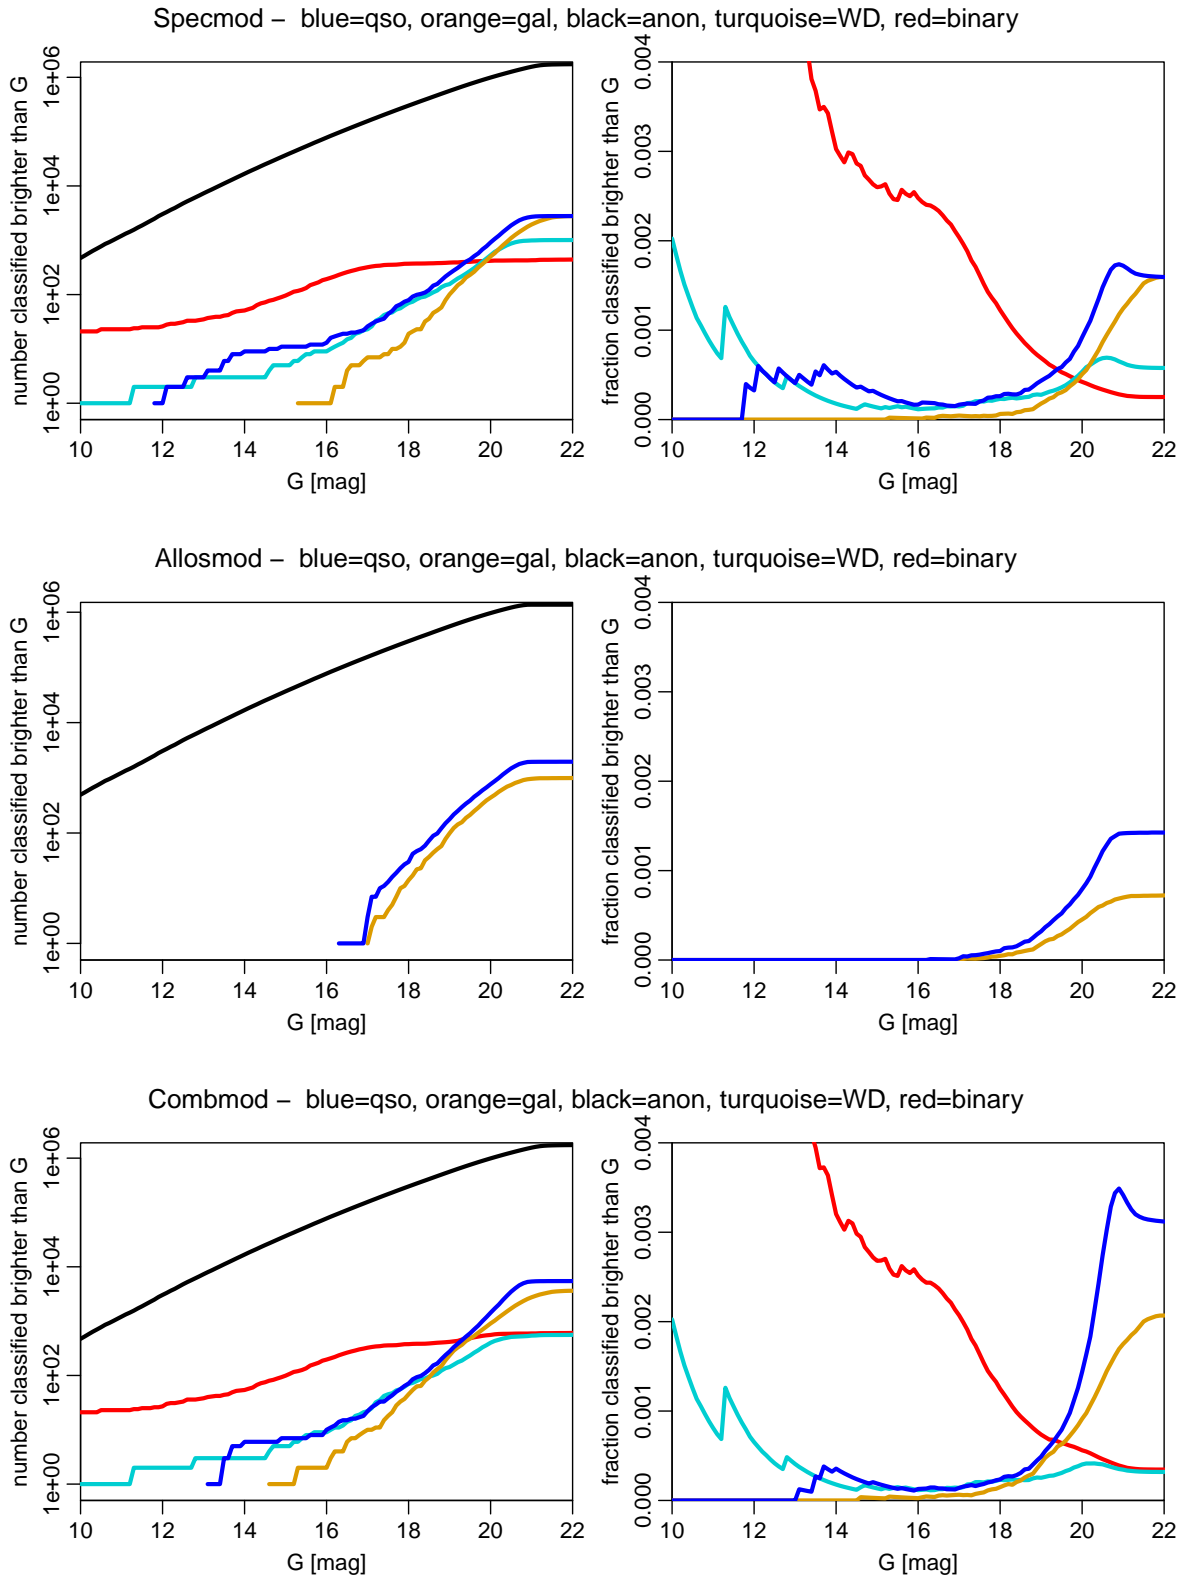 Specmod –  blue=qso, orange=gal, black=anon, turquoise=WD, red=binary
number classified brighter than G
1e+06
1e+04
1e+02
1e+00
10 12 14 16 18 20 22
G [mag]
fraction classified brighter than G
0.004
0.003
0.002
0.001
0.000
10 12 14 16 18 20 22
G [mag]
Allosmod –  blue=qso, orange=gal, black=anon, turquoise=WD, red=binary
number classified brighter than G
1e+06
1e+04
1e+02
1e+00
10 12 14 16 18 20 22
G [mag]
fraction classified brighter than G
0.004
0.003
0.002
0.001
0.000
10 12 14 16 18 20 22
G [mag]
Combmod –  blue=qso, orange=gal, black=anon, turquoise=WD, red=binary
number classified brighter than G
1e+06
1e+04
1e+02
1e+00
10 12 14 16 18 20 22
G [mag]
fraction classified brighter than G
0.004
0.003
0.002
0.001
0.000
10 12 14 16 18 20 22
G [mag]